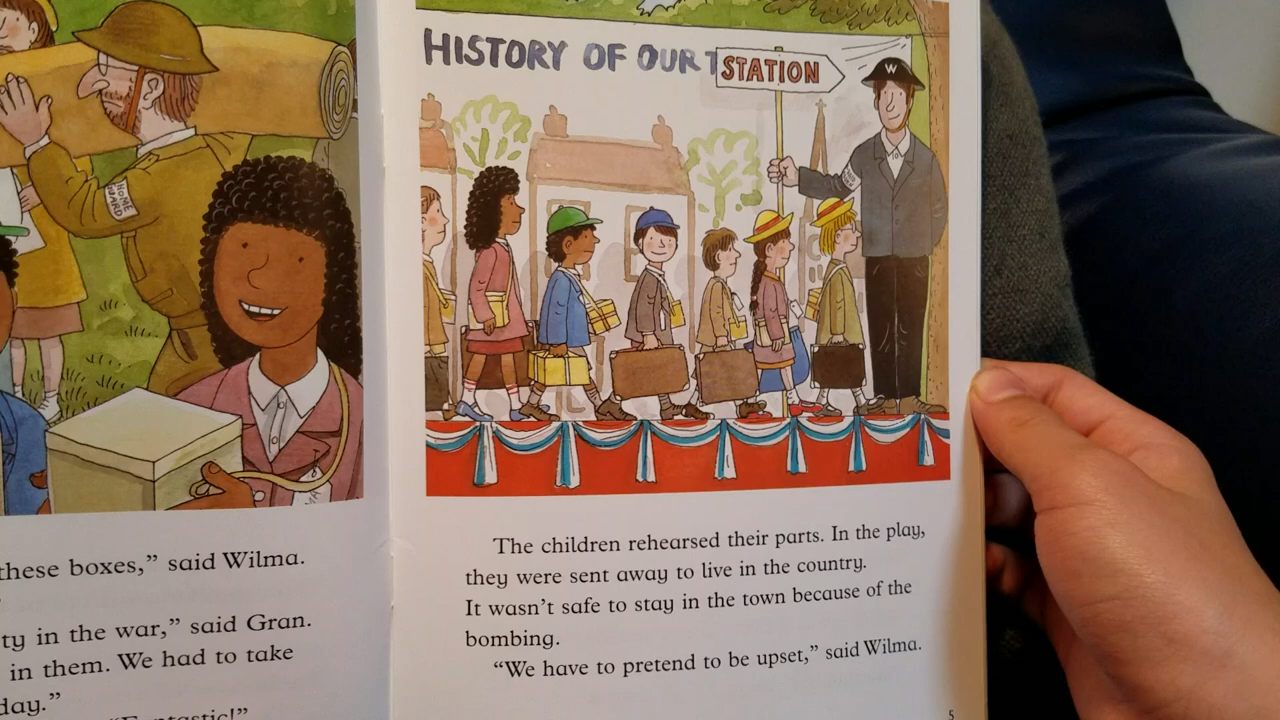 HOME
GUARD
these boxes,” said Wilma.
ty in the war,” said Gran.
in them. We had to take
day.”
“Fantastic!”
HISTORY OF OUR T
STATION
W
The children rehearsed their parts. In the play,
they were sent away to live in the country.
It wasn’t safe to stay in the town because of the
bombing.
“We have to pretend to be upset,” said Wilma.
5